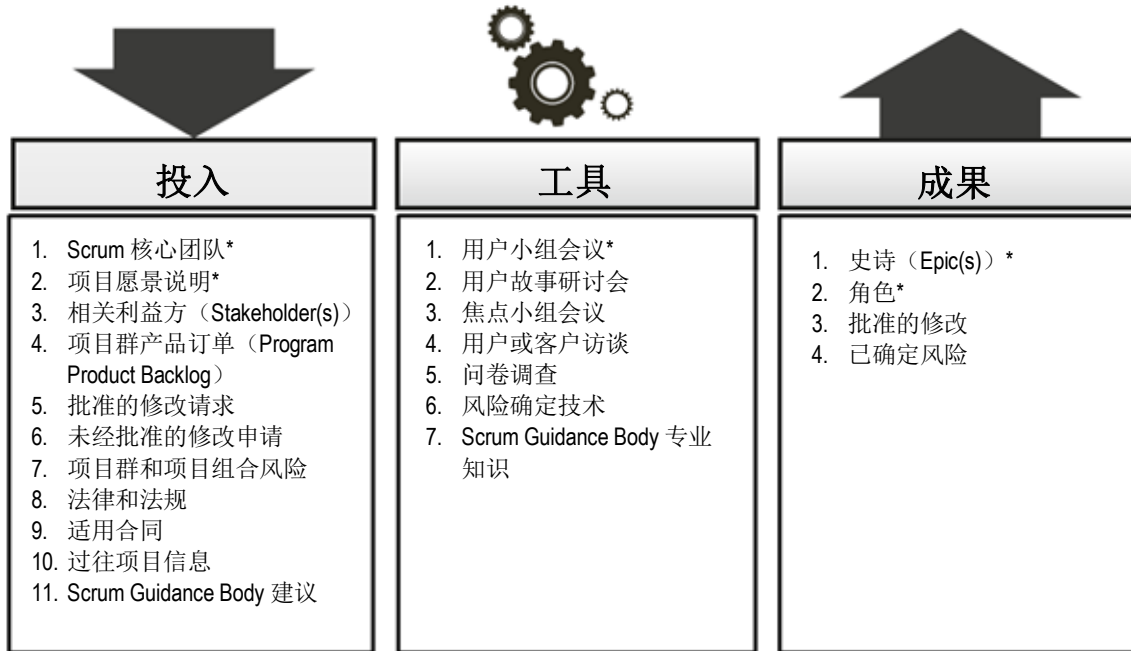 投入
1. Scrum 核心团队*
2. 项目愿景说明*
3. 相关利益方（Stakeholder(s)）
4. 项目群产品订单（Program
Product Backlog）
5. 批准的修改请求
6. 未经批准的修改申请
7. 项目群和项目组合风险
8. 法律和法规
9. 适用合同
10. 过往项目信息
11. Scrum Guidance Body 建议
工具
1. 用户小组会议*
2. 用户故事研讨会
3. 焦点小组会议
4. 用户或客户访谈
5. 问卷调查
6. 风险确定技术
7. Scrum Guidance Body 专业
知识
成果
1. 史诗（Epic(s)）*
2. 角色*
3. 批准的修改
4. 已确定风险